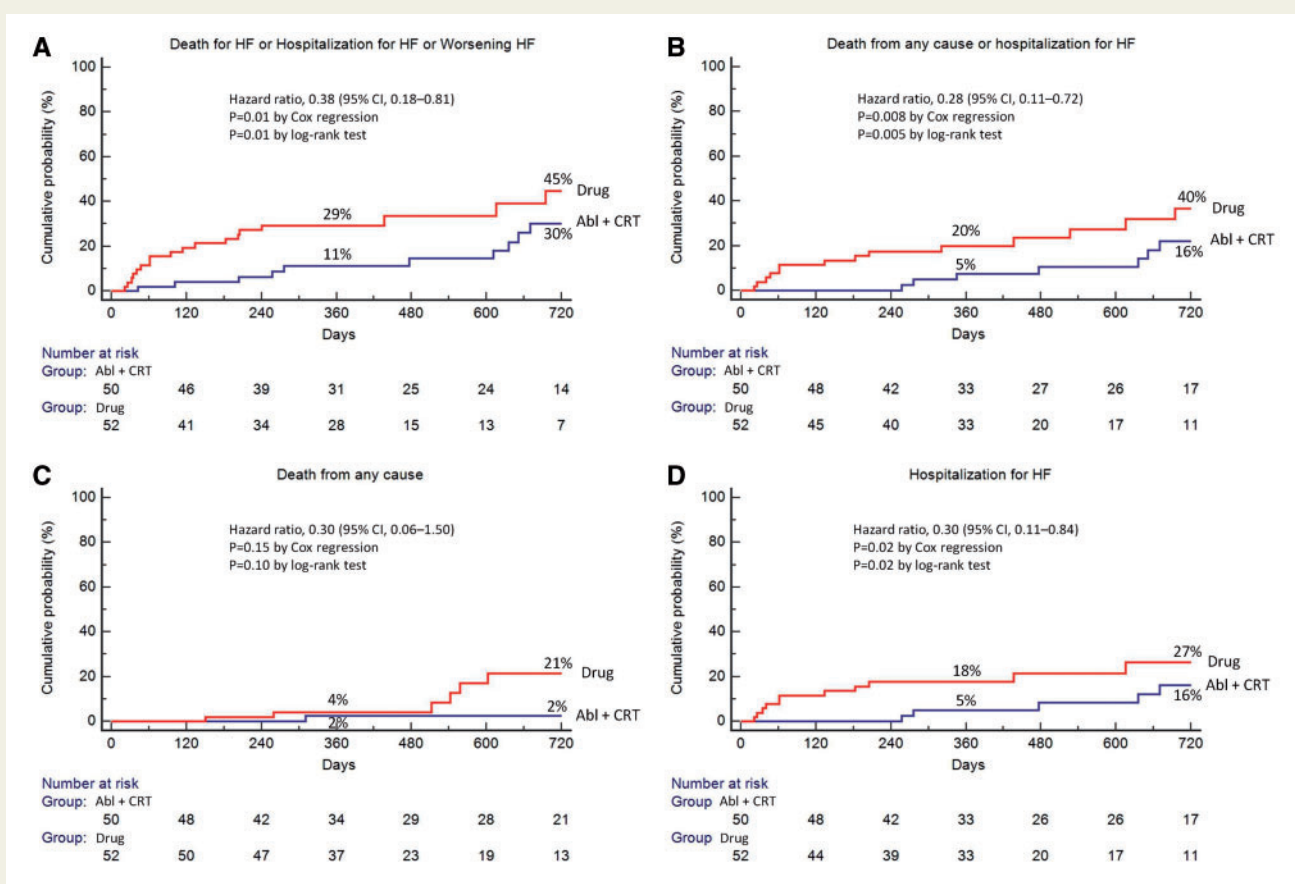 A
Death for HF or Hospitalization for HF or Worsening HF
100
80
60
40
20
0
Cumulative probability (%)
Hazard ratio, 0.38 (95% CI, 0.18–0.81)
P=0.01 by Cox regression
P=0.01 by log-rank test
29%
11%
45%
Drug
Abl + CRT
30%
0 120 240 360 480 600 720
Days
Number at risk
Group: Abl + CRT
50 46 39 31 25 24 14
Group: Drug
52 41 34 28 15 13 7
B
Death from any cause or hospitalization for HF
100
80
60
40
20
0
Cumulative probability (%)
Hazard ratio, 0.28 (95% CI, 0.11–0.72)
P=0.008 by Cox regression
P=0.005 by log-rank test
20%
5%
40%
Drug
Abl + CRT
16%
0 120 240 360 480 600 720
Days
Number at risk
Group: Abl + CRT
50 48 42 33 27 26 17
Group: Drug
52 45 40 33 20 17 11
C
Death from any cause
100
80
60
40
20
0
Cumulative probability (%)
Hazard ratio, 0.30 (95% CI, 0.06–1.50)
P=0.15 by Cox regression
P=0.10 by log-rank test
4%
2%
21%
Drug
2%
Abl + CRT
0 120 240 360 480 600 720
Days
Number at risk
Group: Abl + CRT
50 48 42 34 29 28 21
Group: Drug
52 50 47 37 23 19 13
D
Hospitalization for HF
100
80
60
40
20
0
Cumulative probability (%)
Hazard ratio, 0.30 (95% CI, 0.11–0.84)
P=0.02 by Cox regression
P=0.02 by log-rank test
18%
5%
27%
Drug
Abl + CRT
16%
0 120 240 360 480 600 720
Days
Number at risk
Group Abl + CRT
50 48 42 33 26 26 17
Group Drug
52 44 39 33 20 17 11